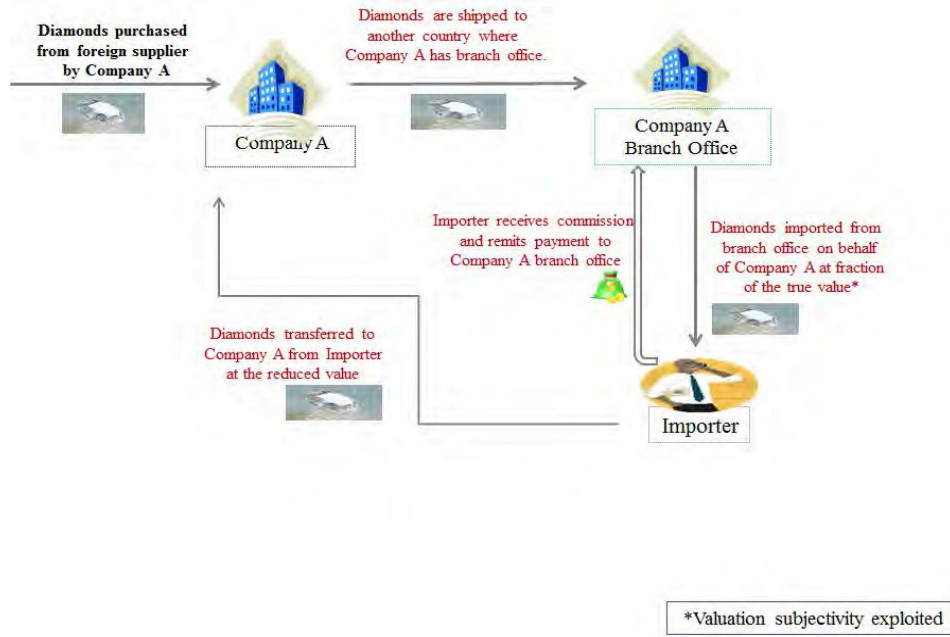 Diamonds purchased
from foreign supplier
by Company A
Diamonds are shipped to
another country where
Company A has branch office.
Company A
Company A
Branch Office
Importer receives commission
and remits payment to
Company A branch office
Diamonds imported from
branch office on behalf
of Company A at fraction
of the true value*
Diamonds transferred to
Company A from Importer
at the reduced value
Importer
*Valuation subjectivity exploited